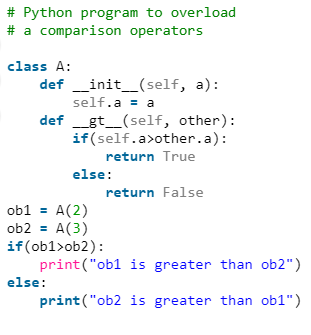 # Python program to overload
# a comparison operators
class A:
    def __init__(self, a):
        self.a = a
    def __gt__(self, other):
        if(self.a>other.a):
            return True
        else:
            return False
ob1 = A(2)
ob2 = A(3)
if(ob1>ob2):
    print("ob1 is greater than ob2")
else:
    print("ob2 is greater than ob1")